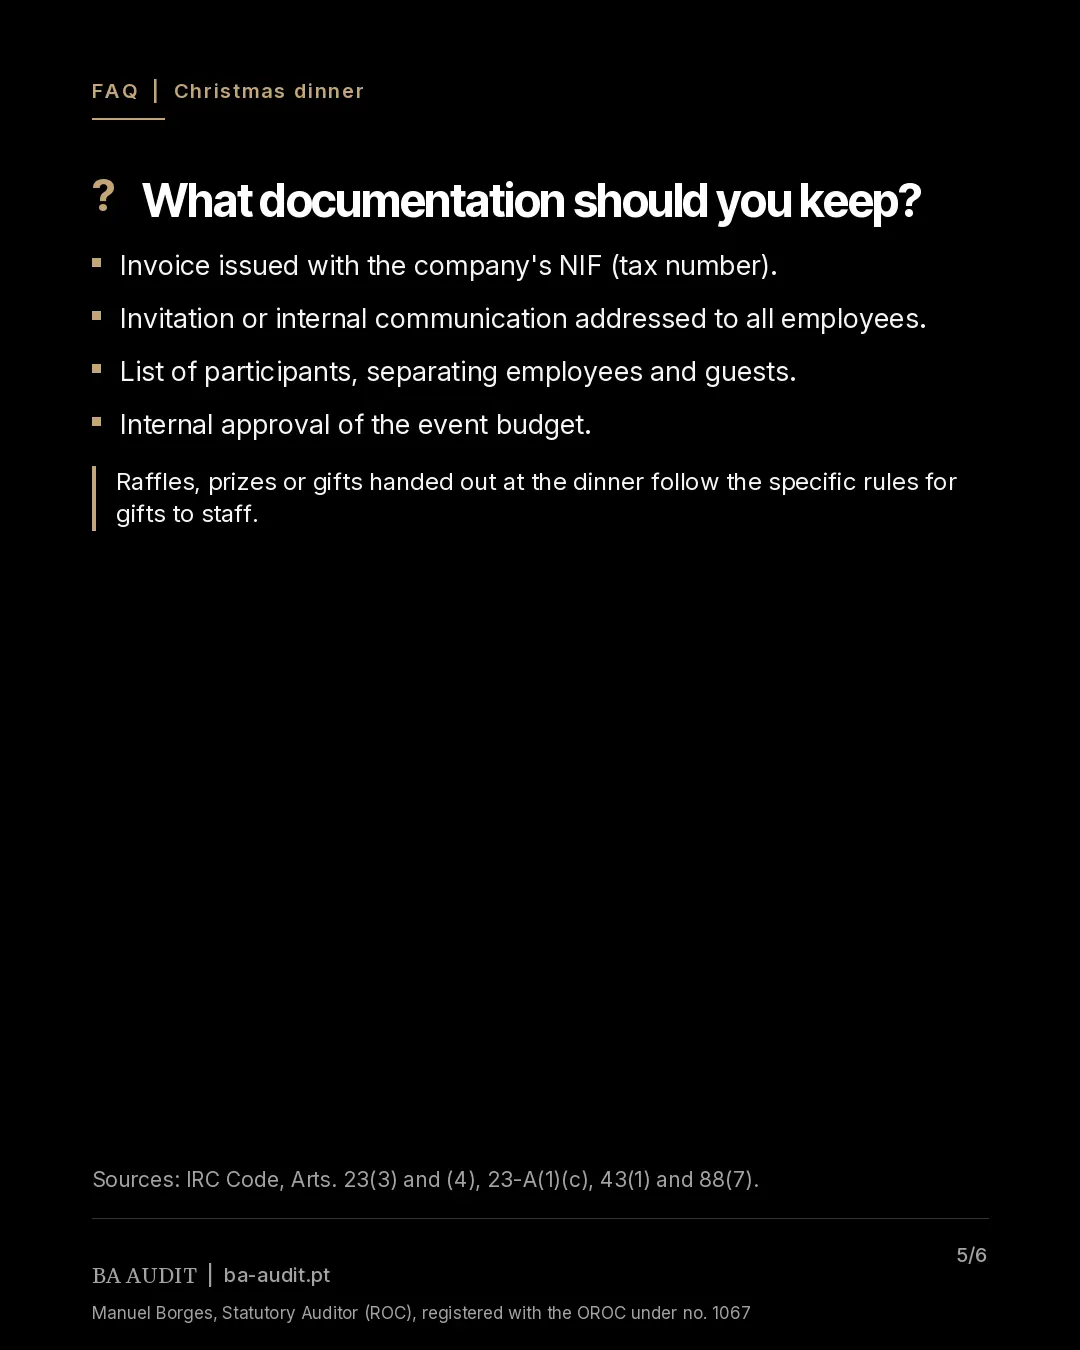 FAQ | Christmas dinner
? What documentation should you keep?
Invoice issued with the company's NIF (tax number).
Invitation or internal communication addressed to all employees.
List of participants, separating employees and guests.
Internal approval of the event budget.
Raffles, prizes or gifts handed out at the dinner follow the specific rules for
gifts to staff.
Sources: IRC Code, Arts. 23(3) and (4), 23-A(1)(c), 43(1) and 88(7).
5/6
BA AUDIT | ba-audit.pt
Manuel Borges, Statutory Auditor (ROC), registered with the OROC under no. 1067